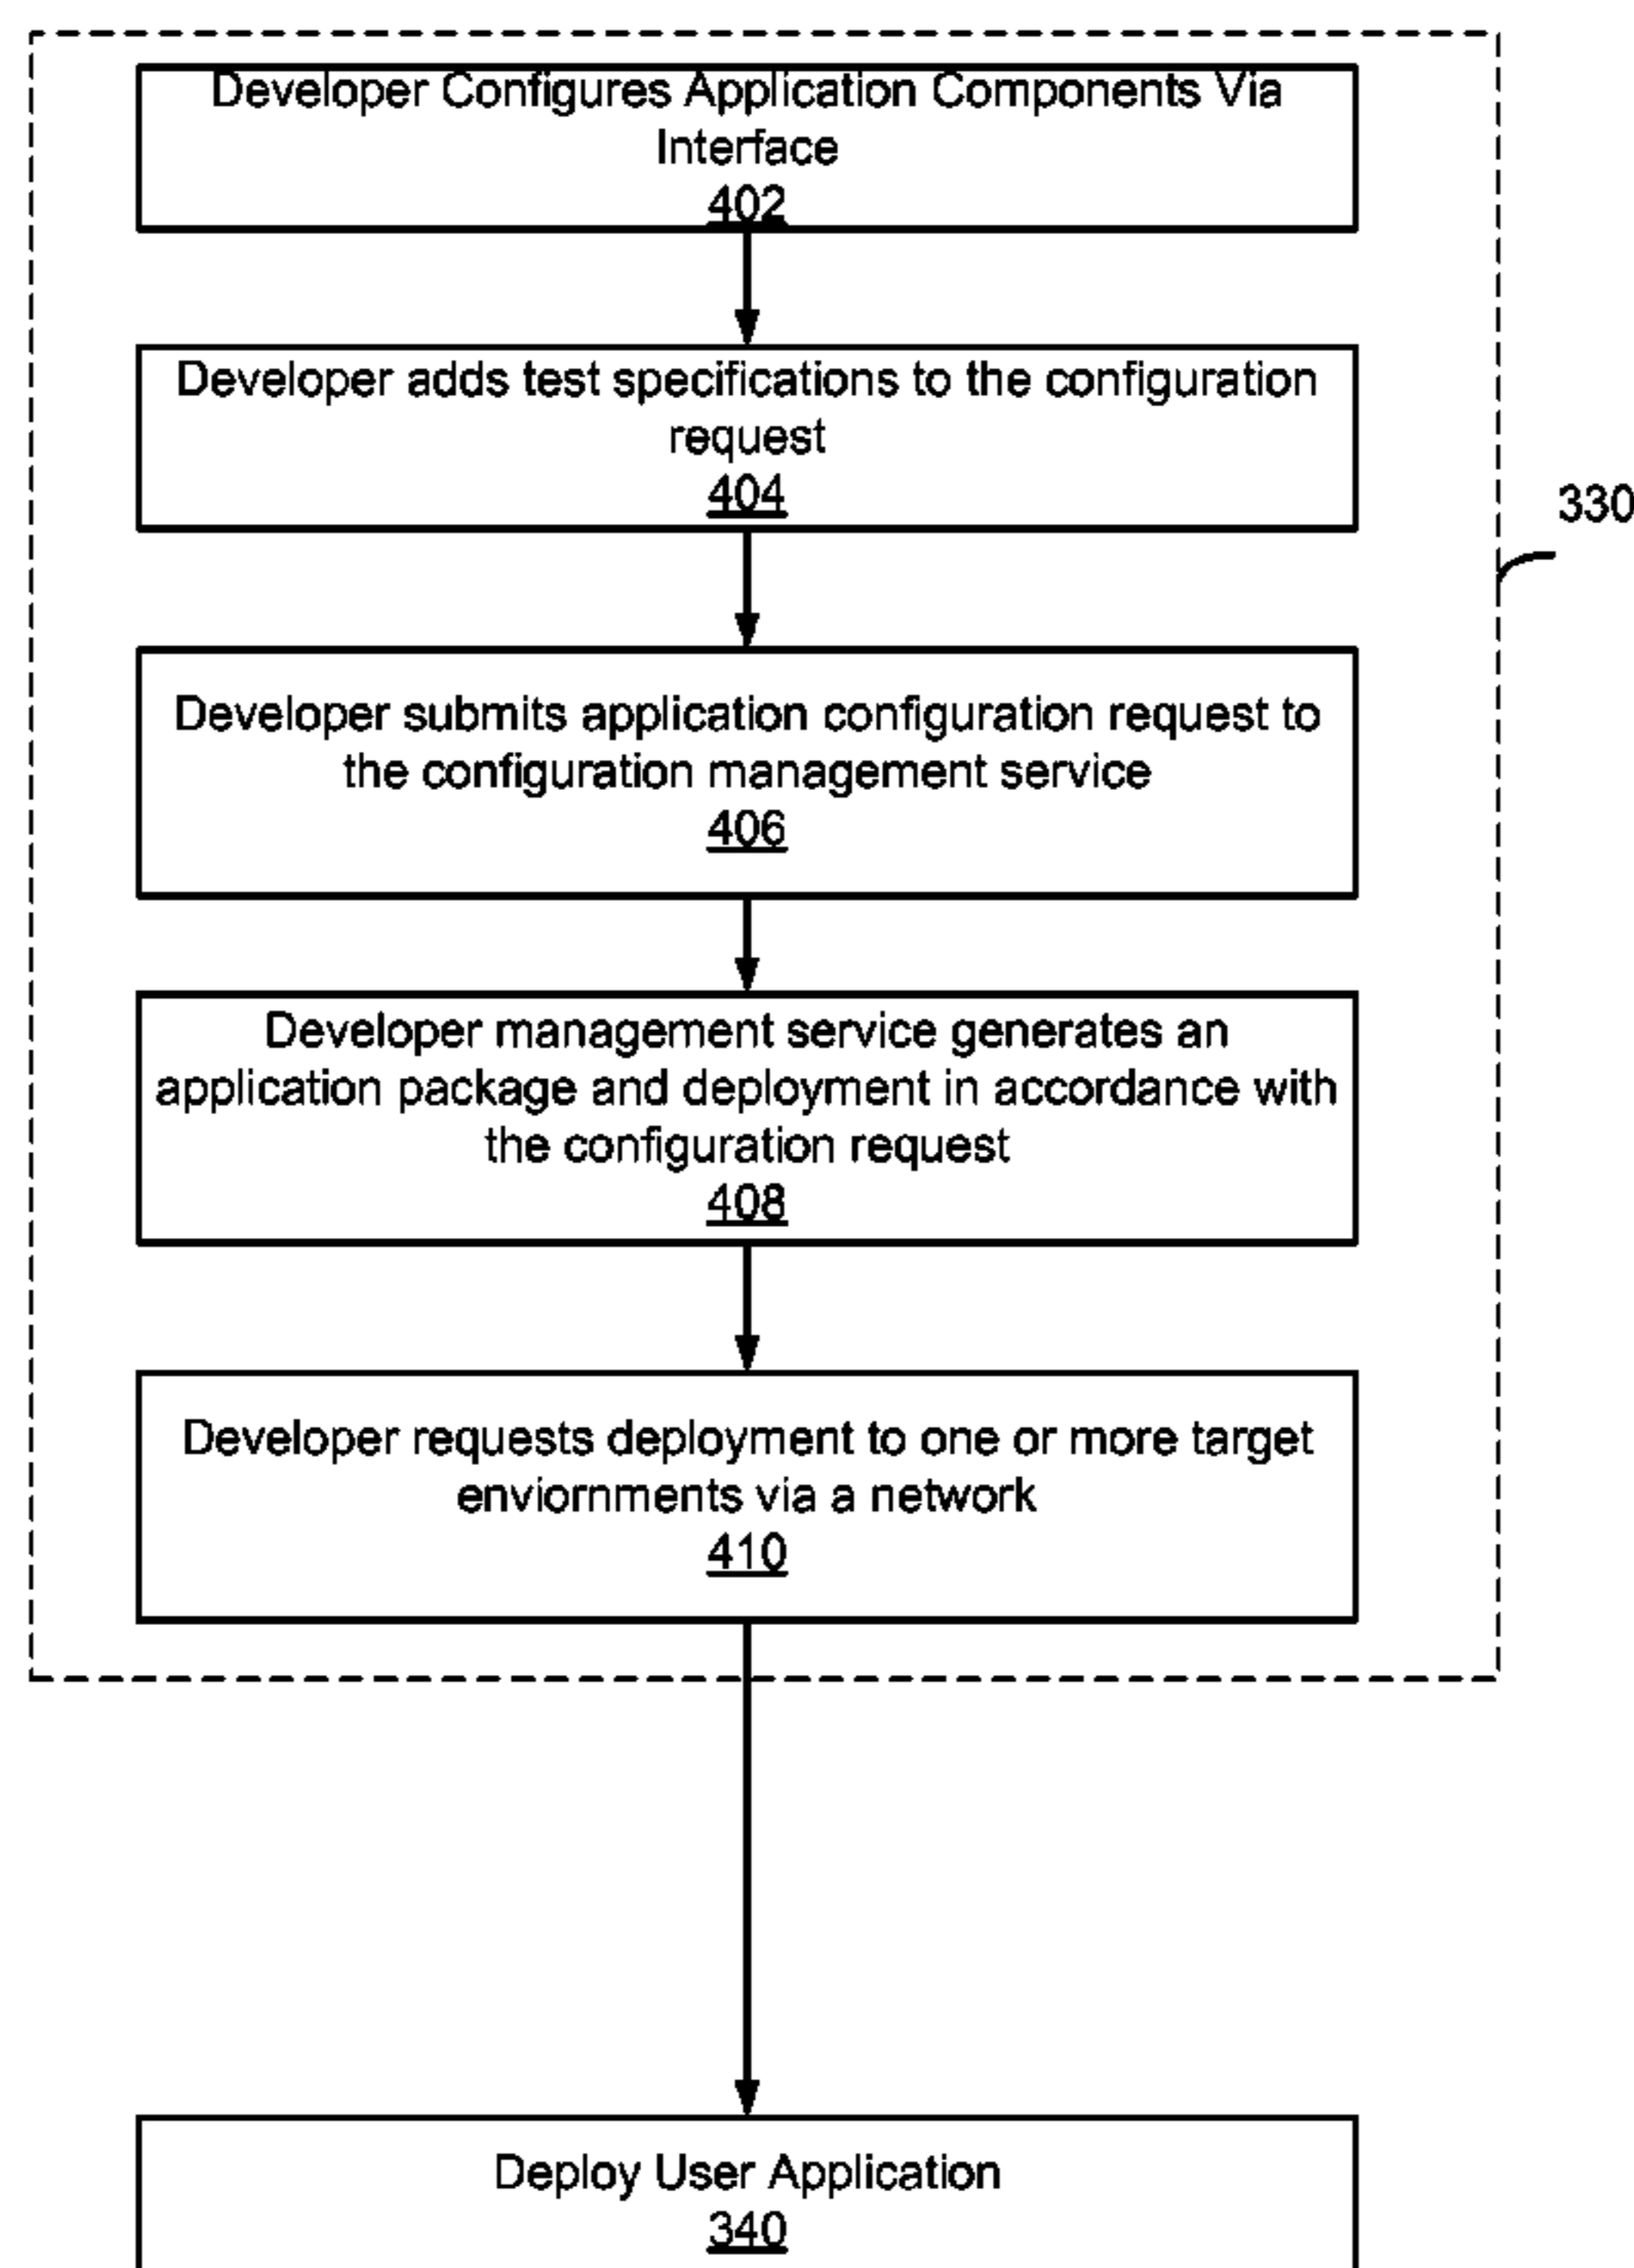 Developer Configures Application Components Via
Interface
402
Developer adds test specifications to the configuration
request
404
330
Developer submits application configuration request to
the configuration management service
406
Developer management service generates an
application package and deployment in accordance with
the configuration request
408
Developer requests deployment to one or more target
enviornments via a network
410
Deploy User Application
340